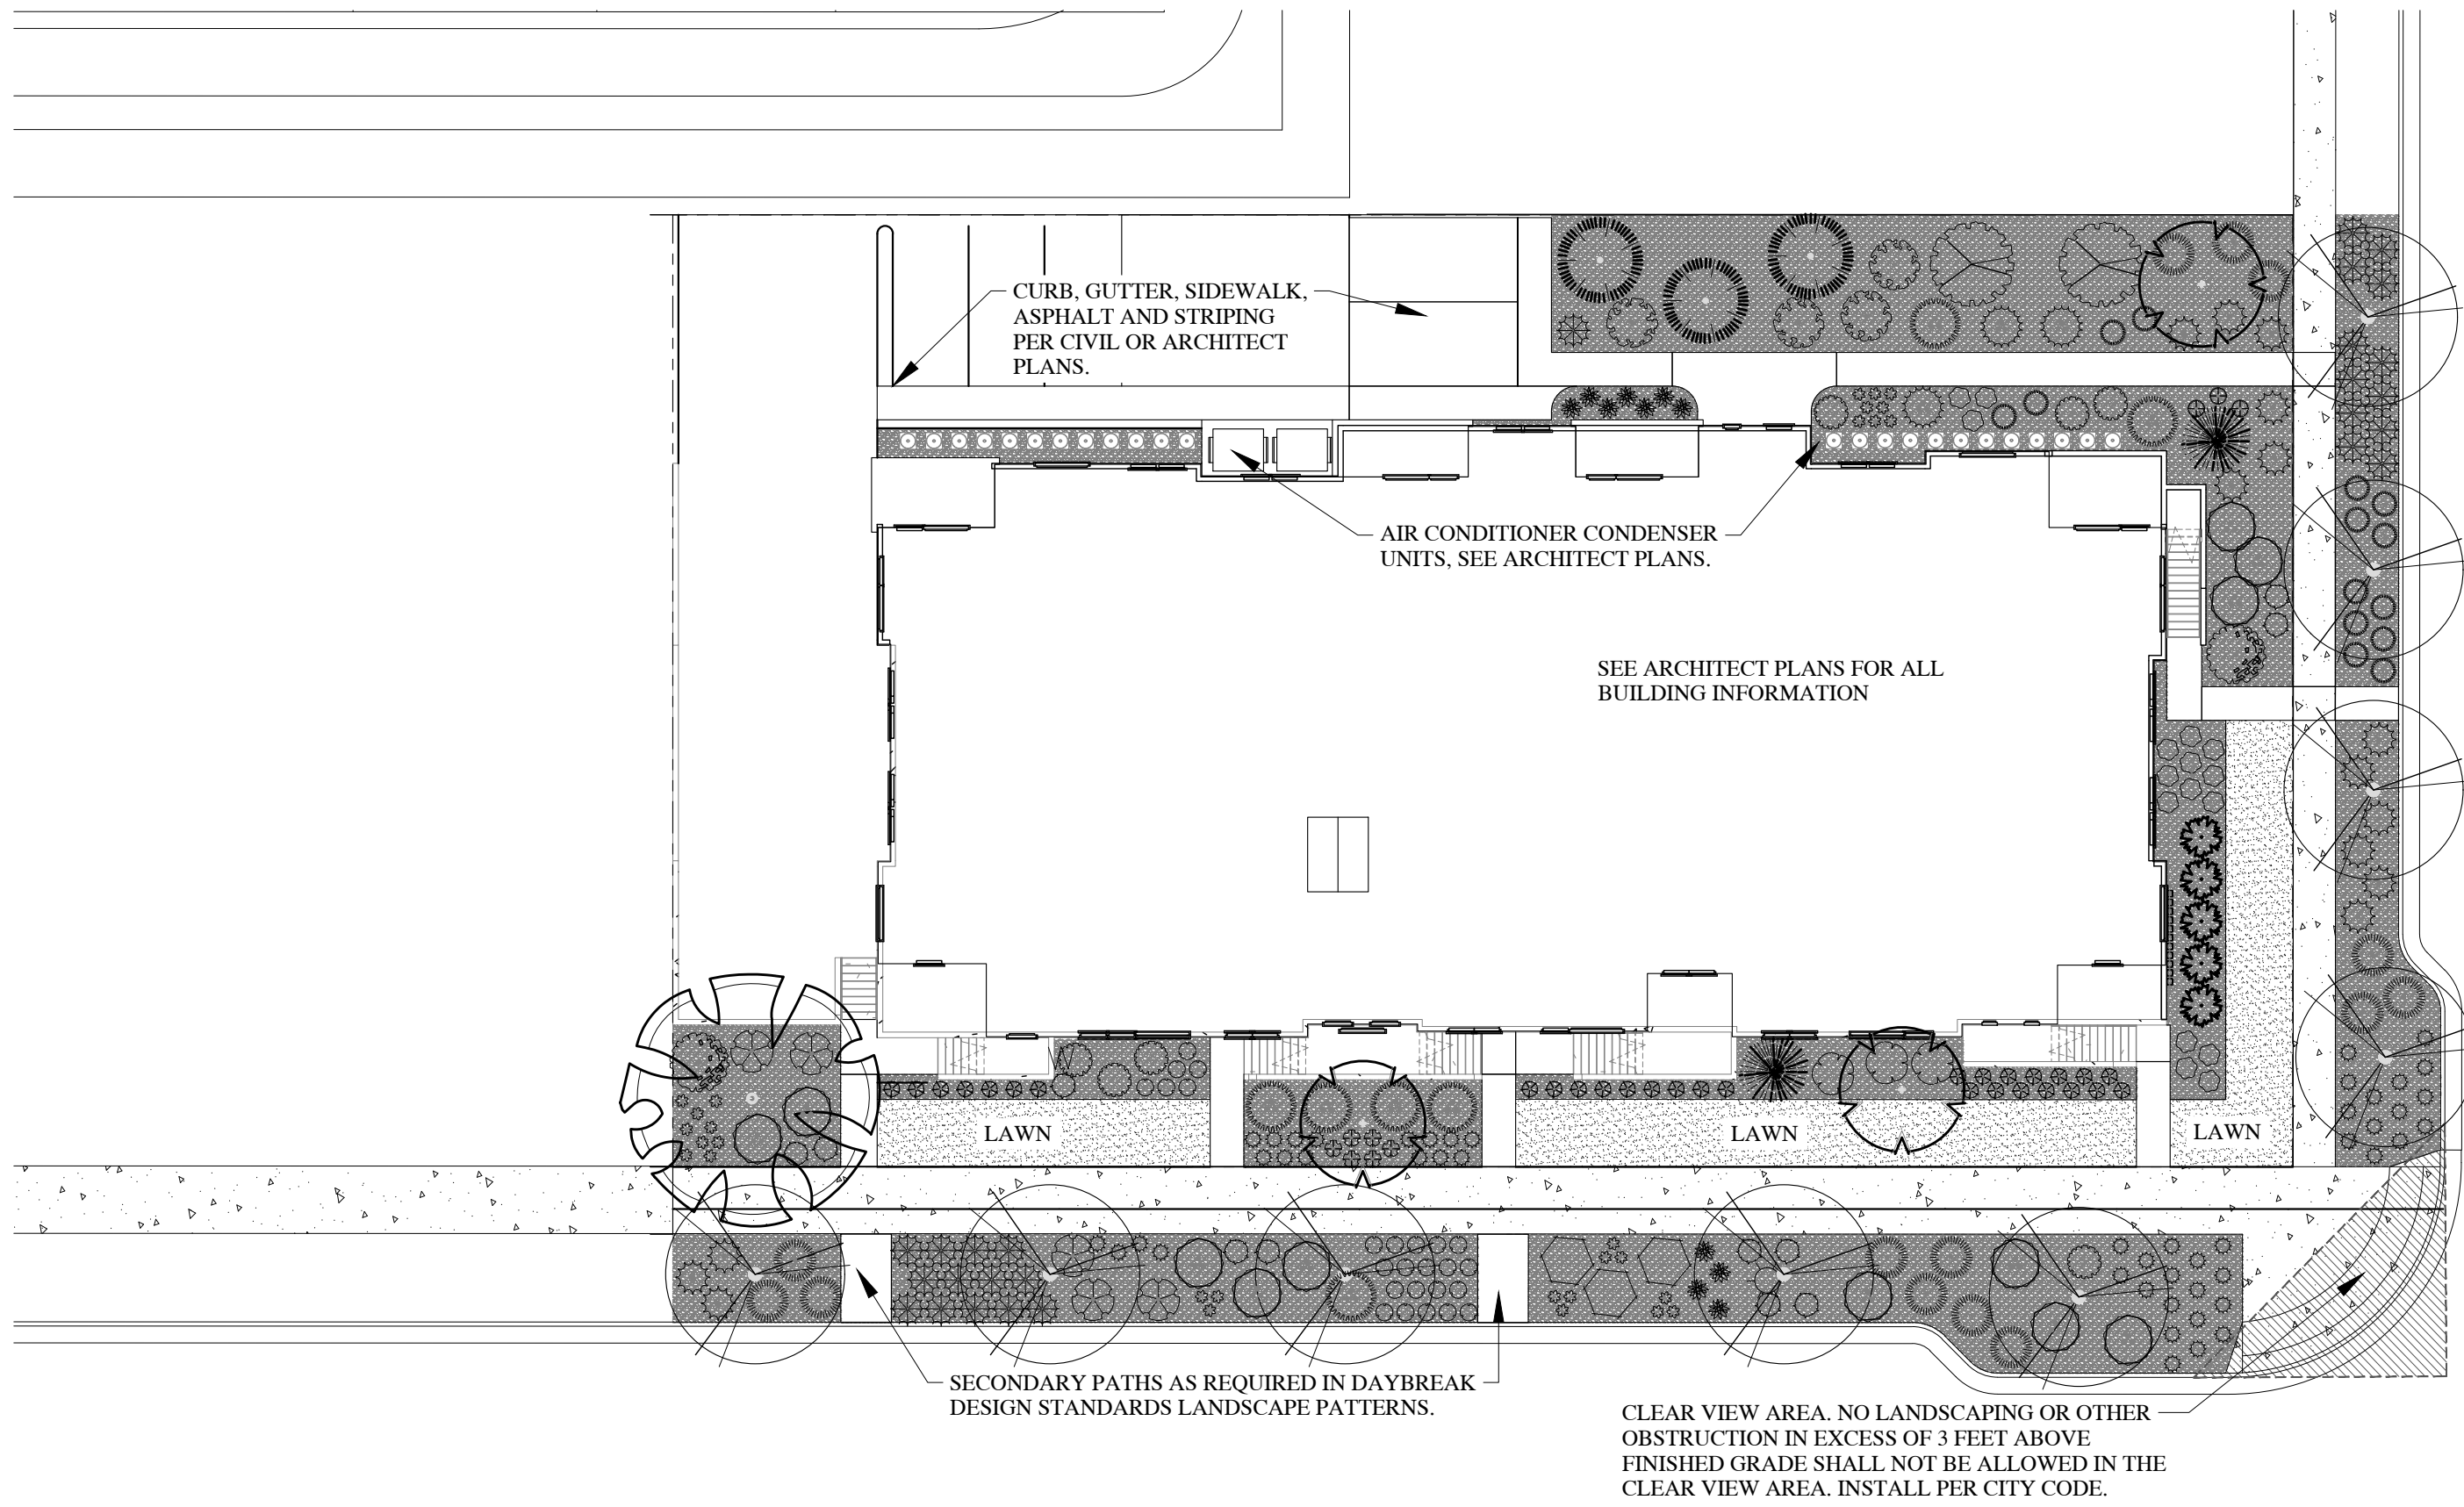 CURB, GUTTER, SIDEWALK,
ASPHALT AND STRIPING
PER CIVIL OR ARCHITECT
PLANS.
AIR CONDITIONER CONDENSER
UNITS, SEE ARCHITECT PLANS.
SEE ARCHITECT PLANS FOR ALL
BUILDING INFORMATION
LAWN
LAWN
LAWN
SECONDARY PATHS AS REQUIRED IN DAYBREAK
DESIGN STANDARDS LANDSCAPE PATTERNS.
CLEAR VIEW AREA. NO LANDSCAPING OR OTHER
OBSTRUCTION IN EXCESS OF 3 FEET ABOVE
FINISHED GRADE SHALL NOT BE ALLOWED IN THE
CLEAR VIEW AREA. INSTALL PER CITY CODE.